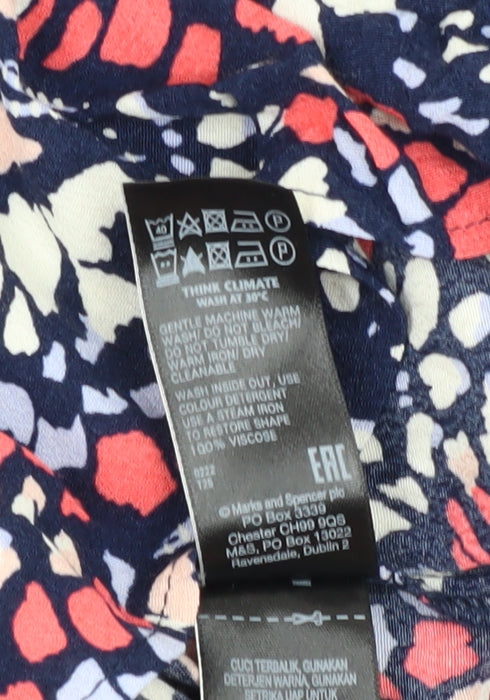 40 P
P
THINK CLIMATE
WASH AT 30°C
GENTLE MACHINE WARM
WASH/ DO NOT BLEACH/
DO NOT TUMBLE DRY/
WARM IRON/ DRY
CLEANABLE
WASH INSIDE OUT, USE
COLOUR DETERGENT
USE A STEAM IRON
TO RESTORE SHAPE
100% VISCOSE
0222
EAC
© Marks and Spencer plc
PO Box 3339
Chester CH99 9QS
M&S, PO Box 13022
Ravensdale, Dublin 2
CUCI TERBALIK, GUNAKAN
DETERJEN WARNA, GUNAKAN
SETRIKA UAP UNTUK